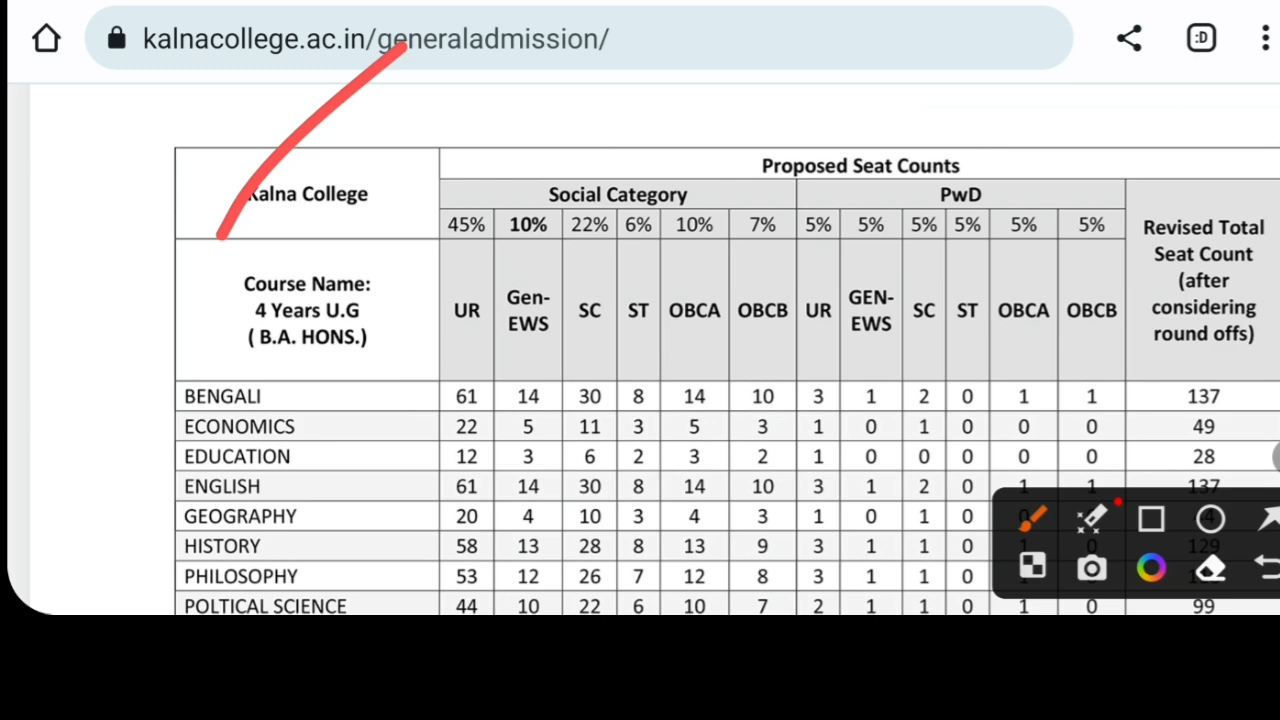 kalnacollege.ac.in/generaladmission/
:D
Proposed Seat Counts
Kalna College Social Category PwD
45% 10% 22% 6% 10% 7% 5% 5% 5% 5% 5% 5%
Revised Total
Seat Count
(after
considering
round offs)
Course Name:
4 Years U.G
( B.A. HONS.)
UR Gen-EWS SC ST OBCA OBCB UR GEN-EWS SC ST OBCA OBCB
BENGALI 61 14 30 8 14 10 3 1 2 0 1 1 137
ECONOMICS 22 5 11 3 5 3 1 0 1 0 0 0 49
EDUCATION 12 3 6 2 3 2 1 0 0 0 0 0 28
ENGLISH 61 14 30 8 14 10 3 1 2 0 1 1 137
GEOGRAPHY 20 4 10 3 4 3 1 0 1 0
HISTORY 58 13 28 8 13 9 3 1 1 0 1 0 129
PHILOSOPHY 53 12 26 7 12 8 3 1 1 0
POLTICAL SCIENCE 44 10 22 6 10 7 2 1 1 0 1 0 99